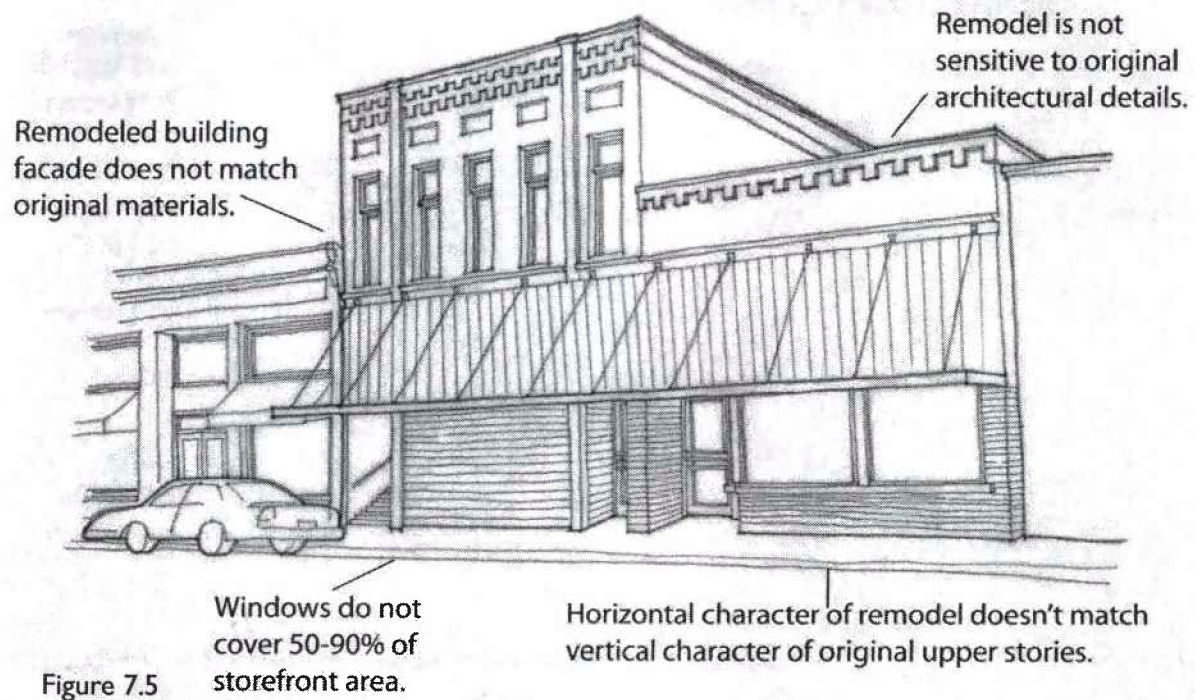 Remodel is not
sensitive to original
architectural details.
Remodeled building
facade does not match
original materials.
Windows do not
cover 50-90% of
storefront area.
Horizontal character of remodel doesn't match
vertical character of original upper stories.
Figure 7.5